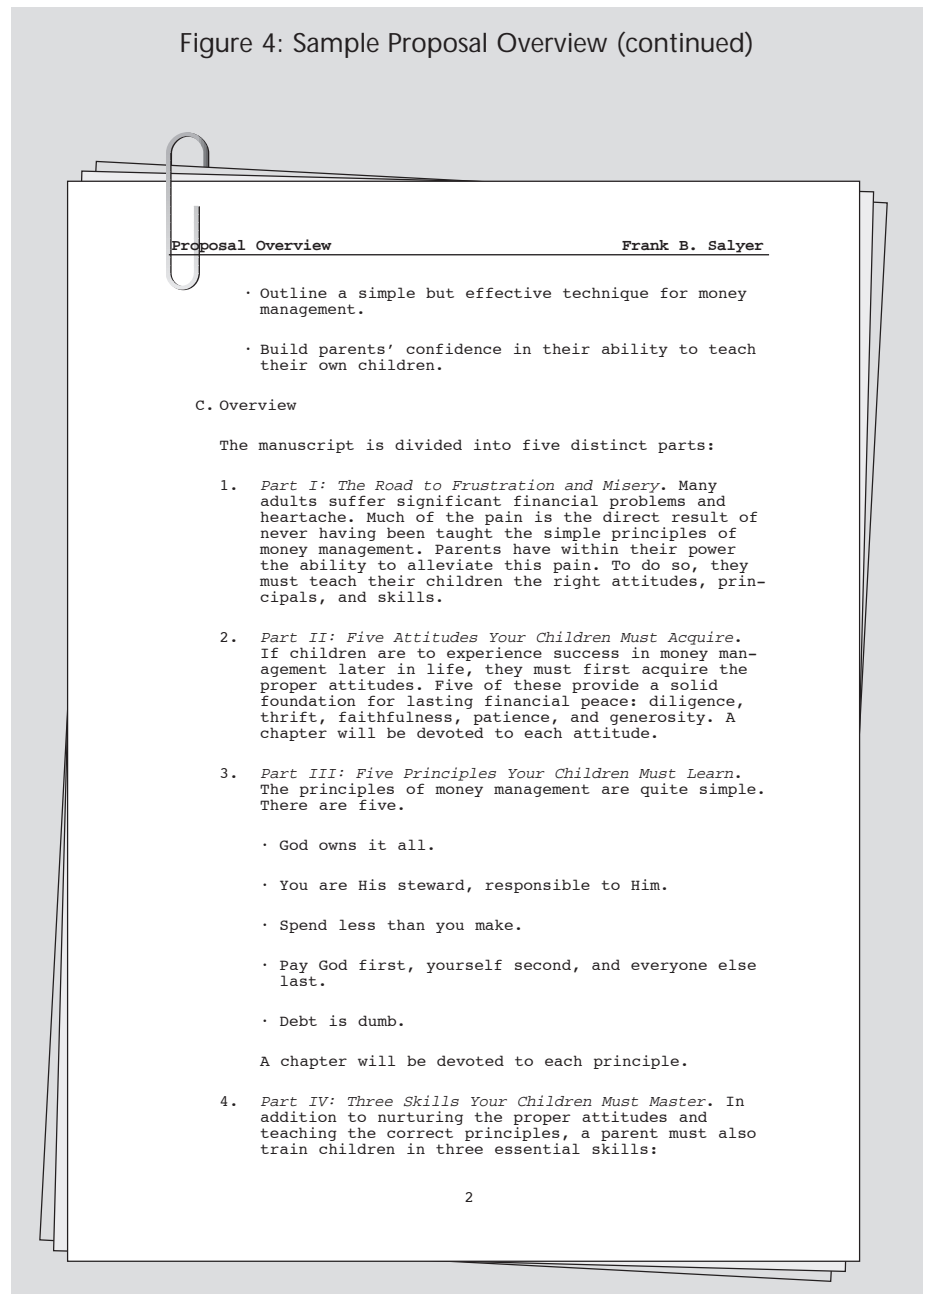 Figure 4: Sample Proposal Overview (continued)
Proposal Overview Frank B. Salyer
· Outline a simple but effective technique for money
management.
· Build parents' confidence in their ability to teach
their own children.
C. Overview
The manuscript is divided into five distinct parts:
1. Part I: The Road to Frustration and Misery. Many
adults suffer significant financial problems and
heartache. Much of the pain is the direct result of
never having been taught the simple principles of
money management. Parents have within their power
the ability to alleviate this pain. To do so, they
must teach their children the right attitudes, prin-
cipals, and skills.
2. Part II: Five Attitudes Your Children Must Acquire.
If children are to experience success in money man-
agement later in life, they must first acquire the
proper attitudes. Five of these provide a solid
foundation for lasting financial peace: diligence,
thrift, faithfulness, patience, and generosity. A
chapter will be devoted to each attitude.
3. Part III: Five Principles Your Children Must Learn.
The principles of money management are quite simple.
There are five.
· God owns it all.
· You are His steward, responsible to Him.
· Spend less than you make.
· Pay God first, yourself second, and everyone else
last.
· Debt is dumb.
A chapter will be devoted to each principle.
4. Part IV: Three Skills Your Children Must Master. In
addition to nurturing the proper attitudes and
teaching the correct principles, a parent must also
train children in three essential skills:
2